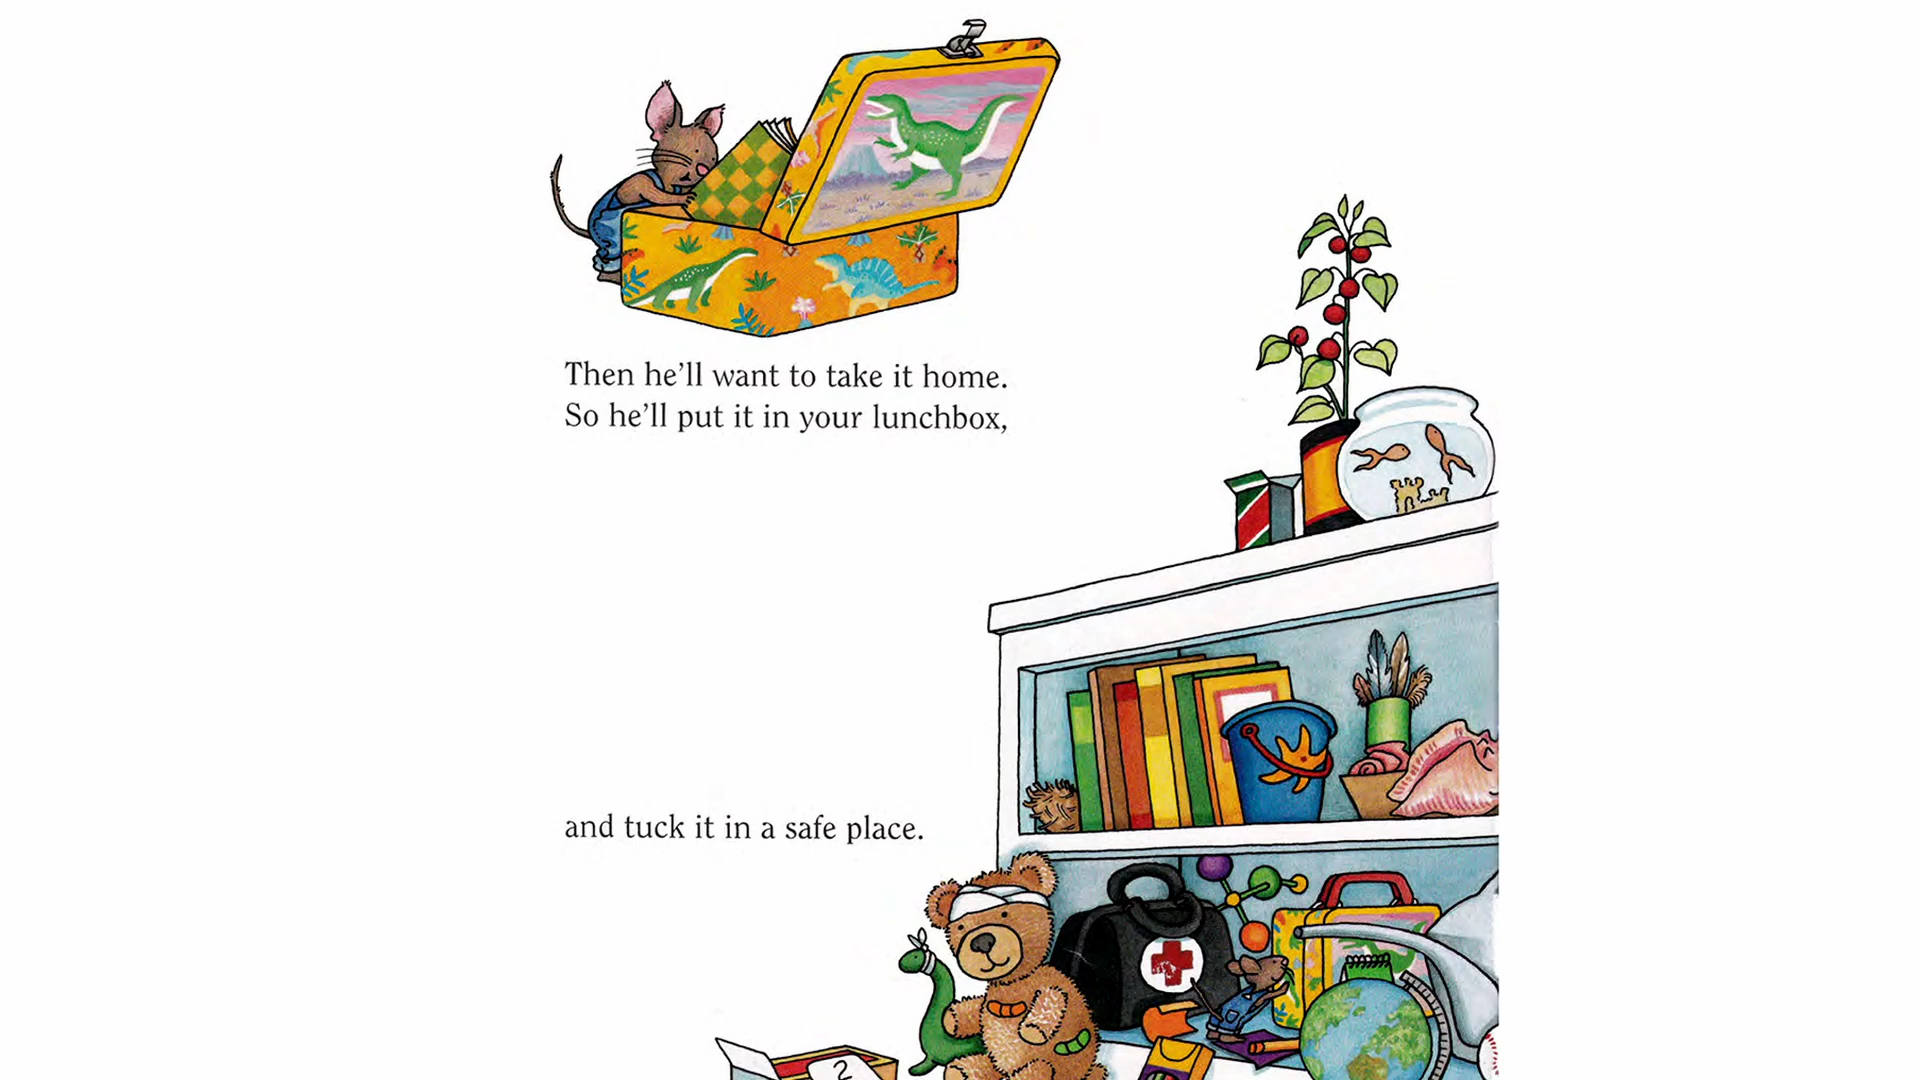 Then he’ll want to take it home.
So he’ll put it in your lunchbox,
and tuck it in a safe place.
2